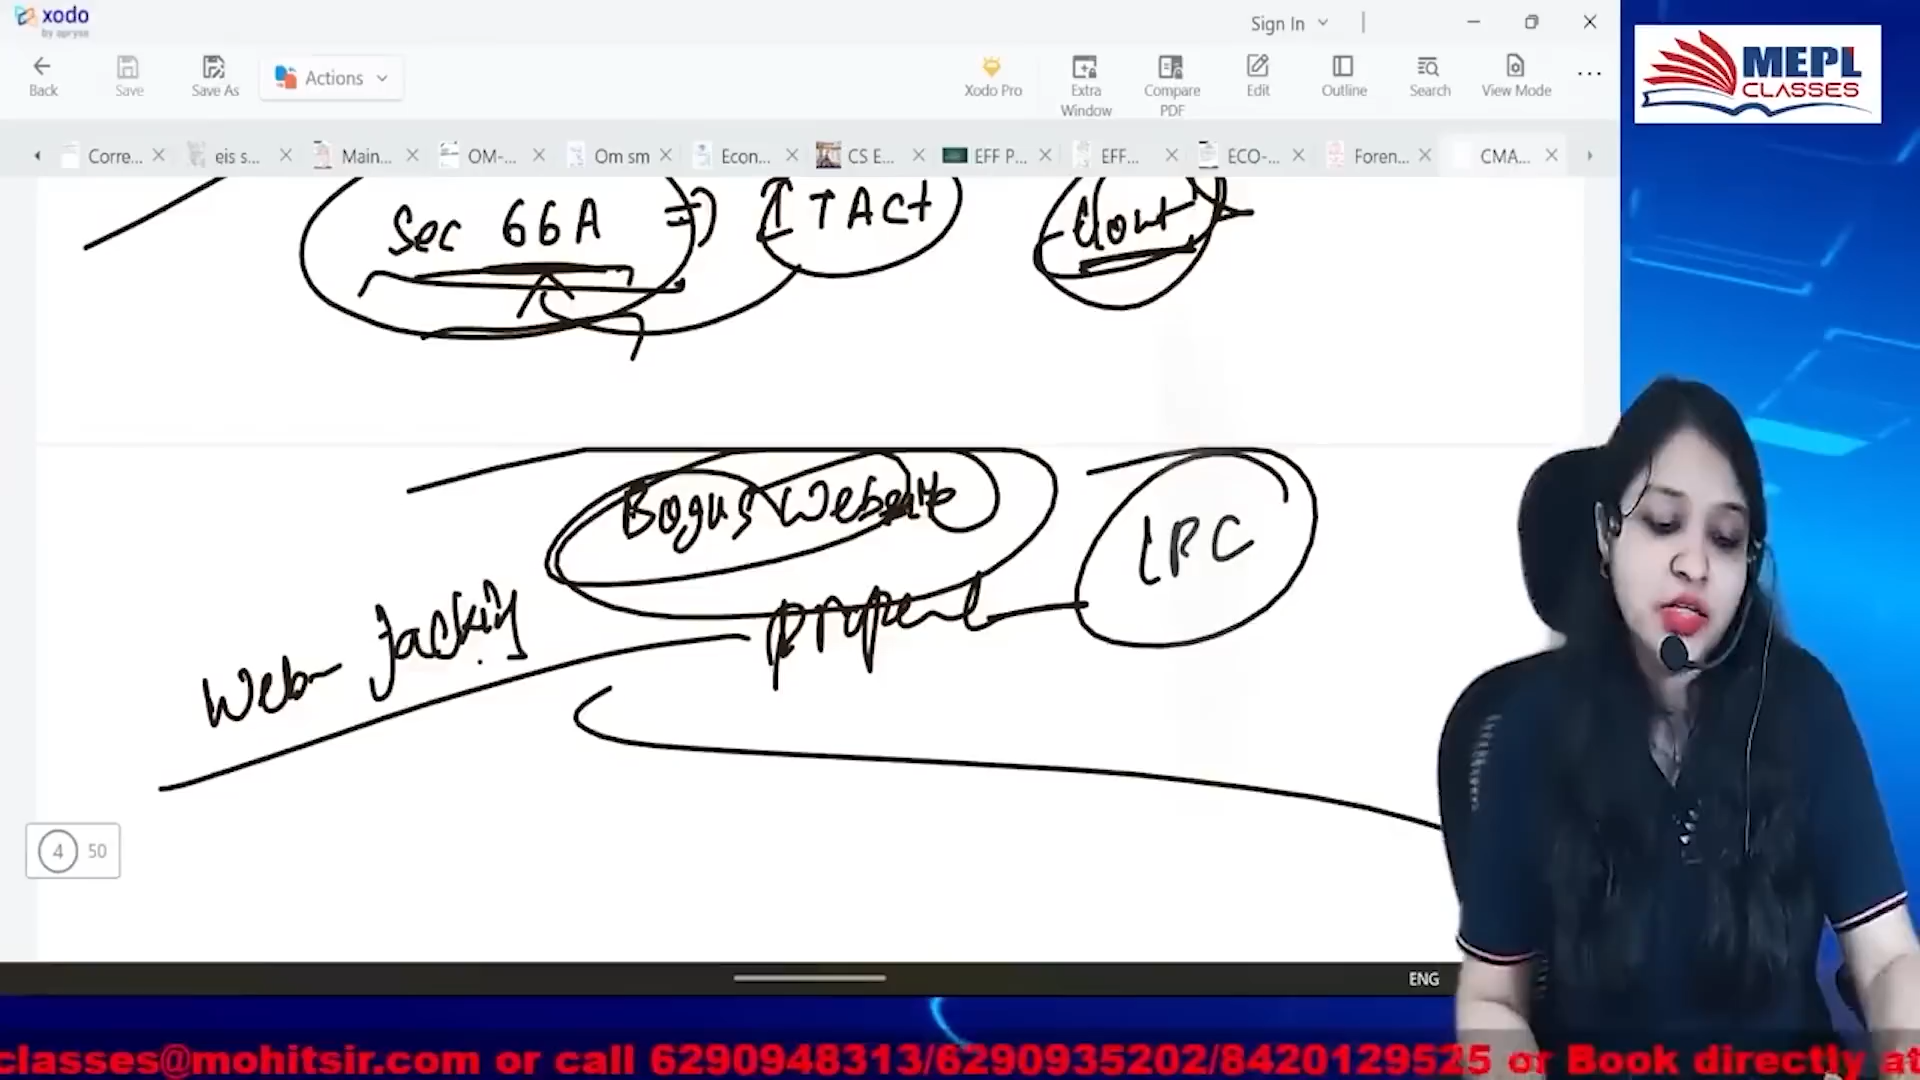 xodo
by apryse
Sign In
Back
Save
Save As
Actions
Xodo Pro
Extra Window
Compare PDF
Edit
Outline
Search
View Mode
MEPL
CLASSES
Corre...
eis s...
Main...
OM-...
Om sm
Econ...
CS E...
EFF P...
EFF...
ECO-...
Foren...
CMA...
Sec 66A
IT Act
Bogus Website
IPC
Web-Jacking
4 50
ENG
classes@mohitsir.com or call 6290948313/6290935202/8420129525 or Book directly at